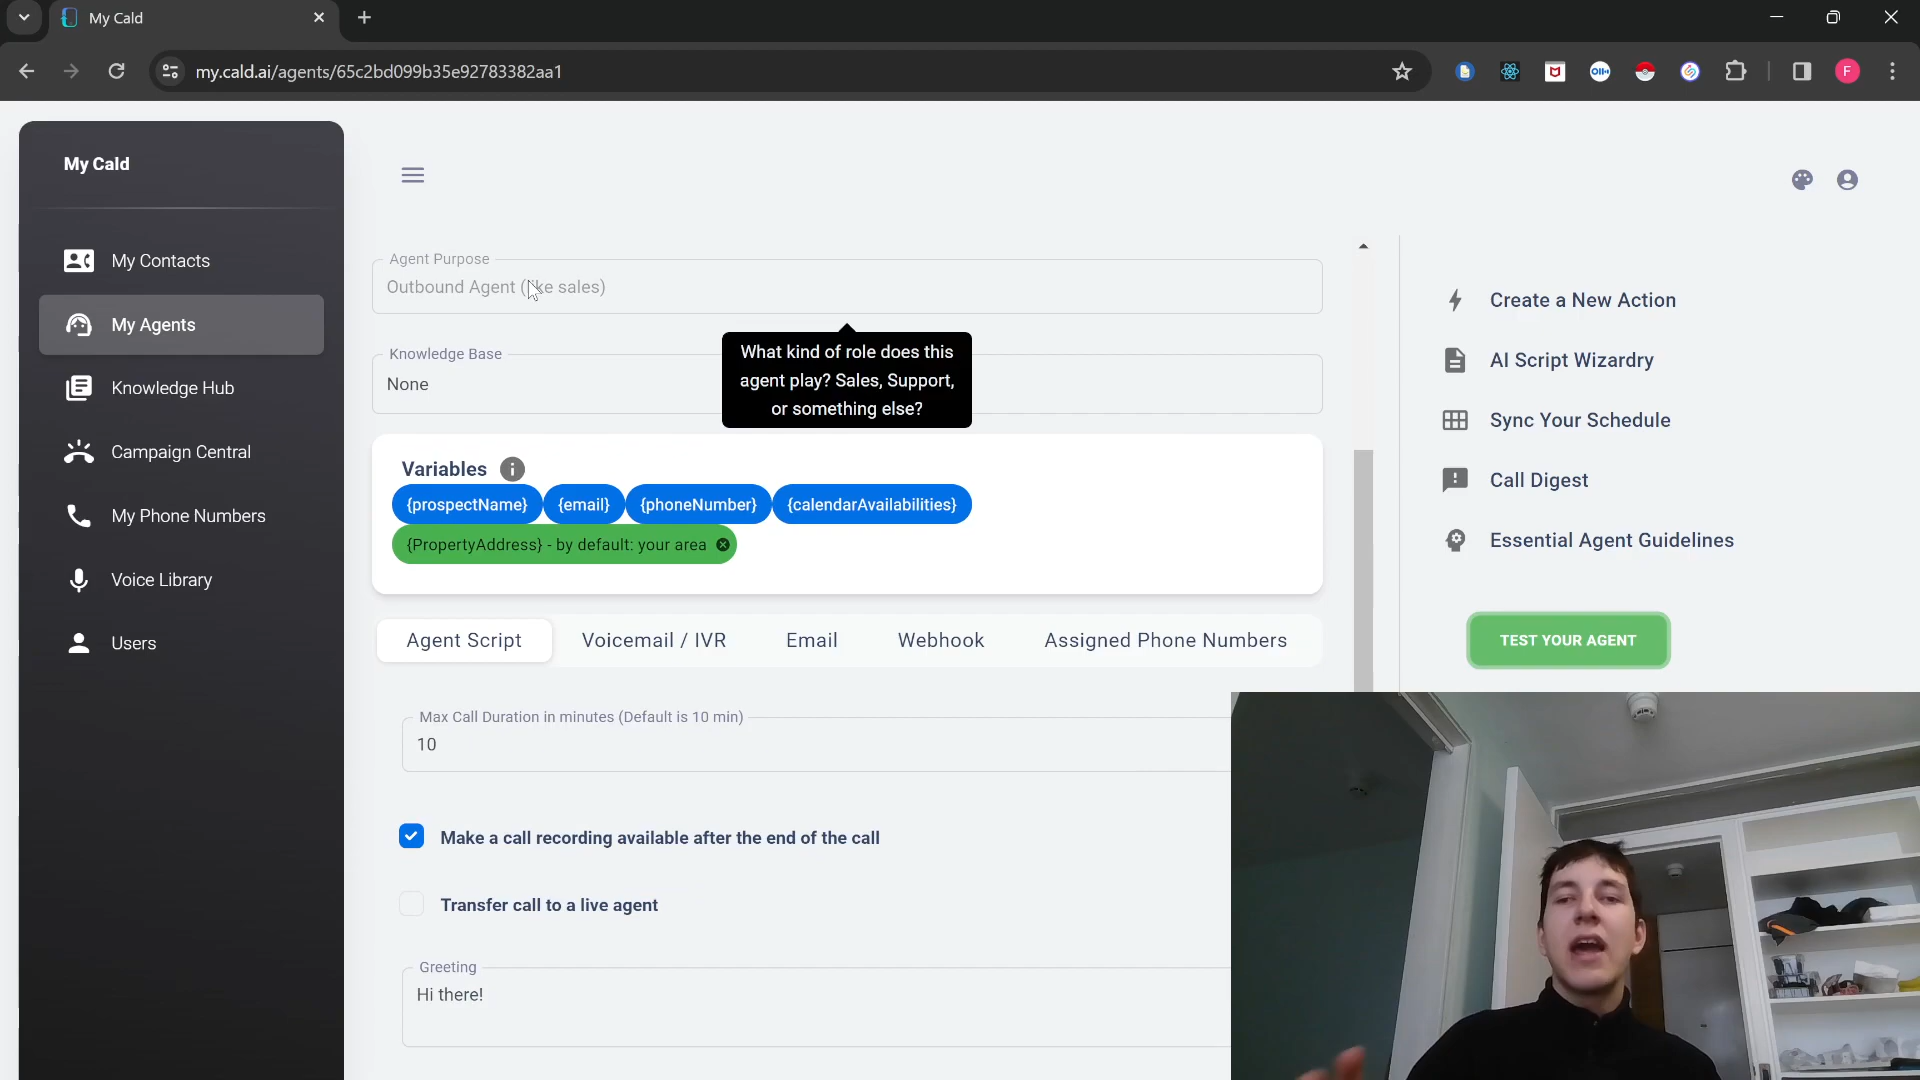 My Cald
my.cald.ai/agents/65c2bd099b35e92783382aa1
F
My Cald
My Contacts
My Agents
Knowledge Hub
Campaign Central
My Phone Numbers
Voice Library
Users
Agent Purpose
Outbound Agent (like sales)
What kind of role does this
agent play? Sales, Support,
or something else?
Knowledge Base
None
Variables
{prospectName} {email} {phoneNumber} {calendarAvailabilities}
{PropertyAddress} - by default: your area
Agent Script Voicemail / IVR Email Webhook Assigned Phone Numbers
Max Call Duration in minutes (Default is 10 min)
10
Make a call recording available after the end of the call
Transfer call to a live agent
Greeting
Hi there!
Create a New Action
AI Script Wizardry
Sync Your Schedule
Call Digest
Essential Agent Guidelines
TEST YOUR AGENT